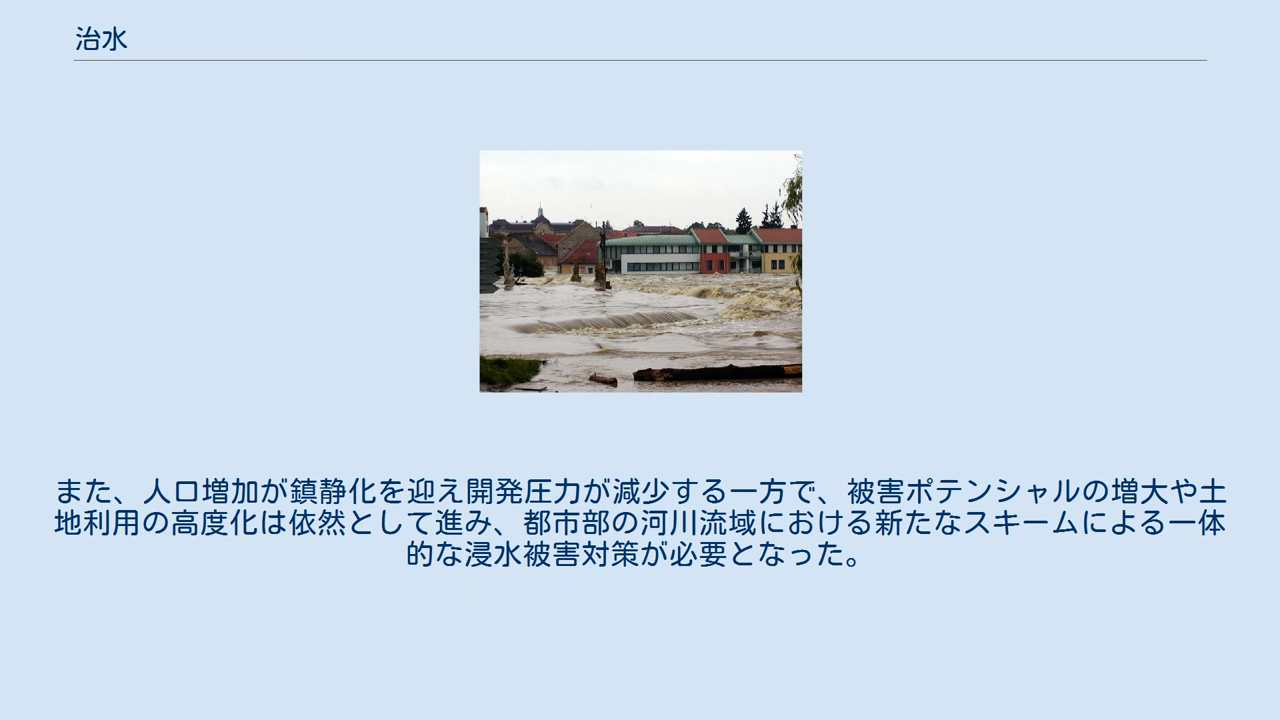 治水
また、人口増加が鎮静化を迎え開発圧力が減少する一方で、被害ポテンシャルの増大や土
地利用の高度化は依然として進み、都市部の河川流域における新たなスキームによる一体
的な浸水被害対策が必要となった。